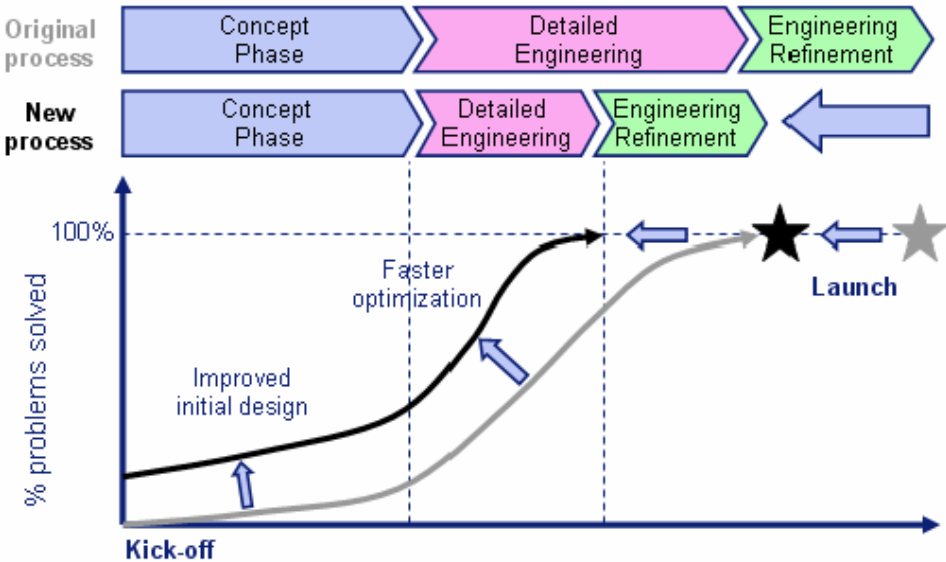 Original
process
Concept
Phase
Detailed
Engineering
Engineering
Refinement
New
process
Concept
Phase
Detailed
Engineering
Engineering
Refinement
% problems solved
100%
Faster
optimization
Launch
Improved
initial design
Kick-off